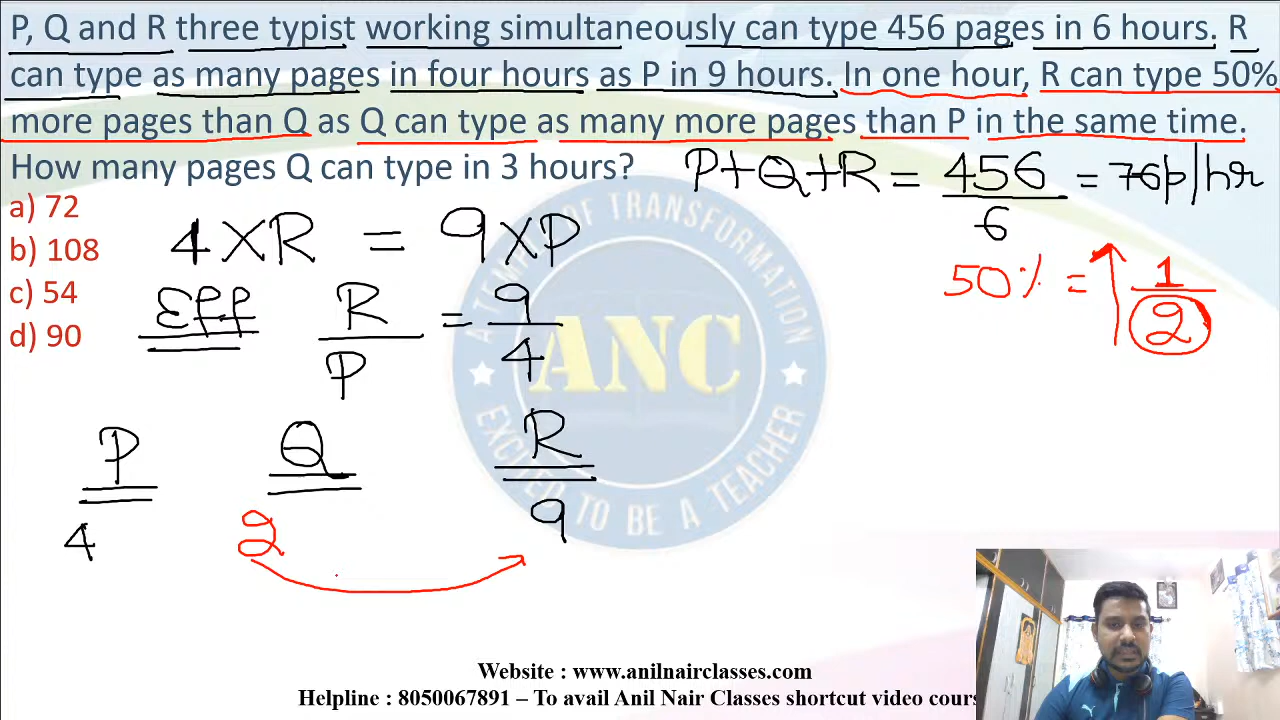 P, Q and R three typist working simultaneously can type 456 pages in 6 hours. R
can type as many pages in four hours as P in 9 hours. In one hour, R can type 50%
more pages than Q as Q can type as many more pages than P in the same time.
How many pages Q can type in 3 hours?
P+Q+R = 456/6 = 76p/hr
a) 72
b) 108
c) 54
d) 90
4×R = 9×P
50% = ↑ 1/2
Eff R/P = 9/4
A TEMPLE OF TRANSFORMATION
ANC
EXCITED TO BE A TEACHER
P Q R
4 2 9
Website : www.anilnairclasses.com
Helpline : 8050067891 – To avail Anil Nair Classes shortcut video cours